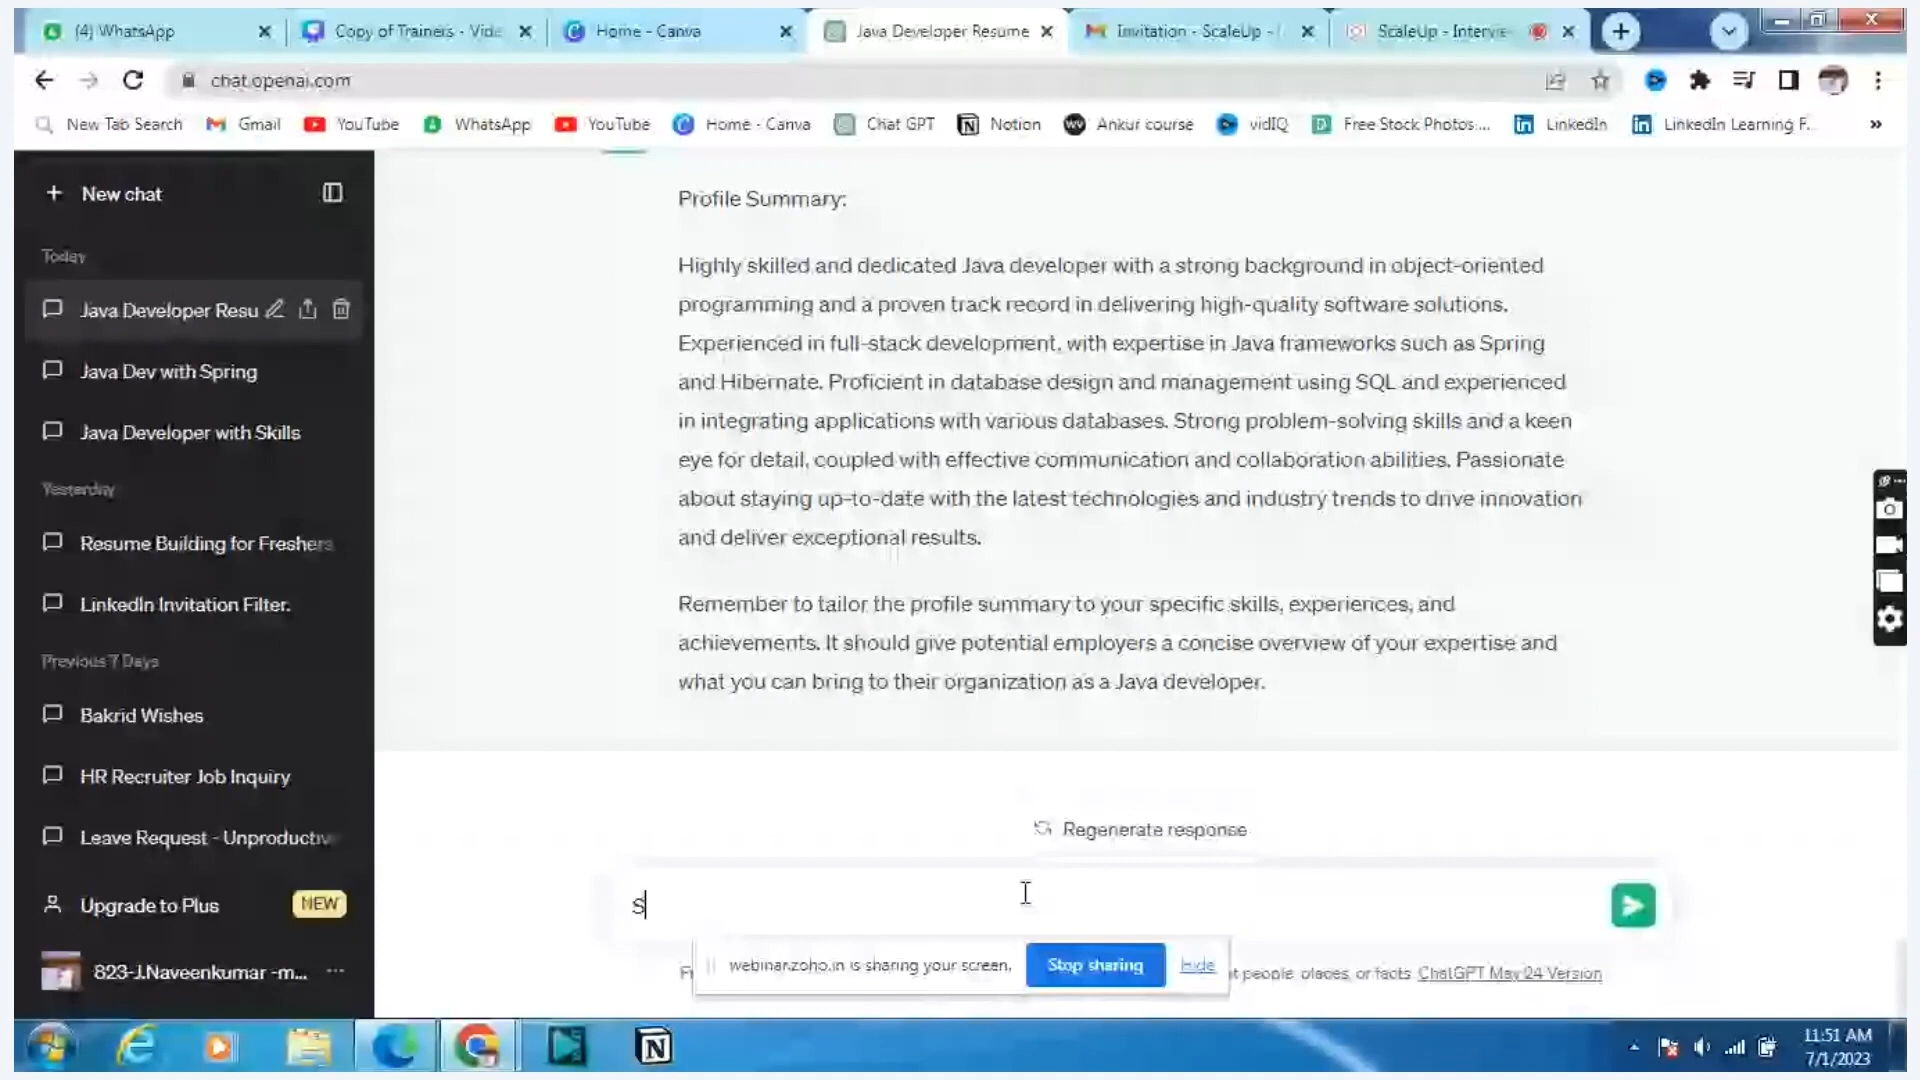 (4) WhatsApp
Copy of Trainers - Vide
Home - Canva
Java Developer Resume
Invitation - ScaleUp -
ScaleUp - Intervie
chat.openai.com
New Tab Search
Gmail
YouTube
WhatsApp
YouTube
Home - Canva
Chat GPT
Notion
Ankur course
vidIQ
Free Stock Photos:...
LinkedIn
LinkedIn Learning F...
»
+ New chat
Today
Java Developer Resu
Java Dev with Spring
Java Developer with Skills
Yesterday
Resume Building for Freshers
LinkedIn Invitation Filter.
Previous 7 Days
Bakrid Wishes
HR Recruiter Job Inquiry
Leave Request - Unproductiv
Upgrade to Plus
NEW
823-J.Naveenkumar -m...
Profile Summary:
Highly skilled and dedicated Java developer with a strong background in object-oriented
programming and a proven track record in delivering high-quality software solutions.
Experienced in full-stack development, with expertise in Java frameworks such as Spring
and Hibernate. Proficient in database design and management using SQL and experienced
in integrating applications with various databases. Strong problem-solving skills and a keen
eye for detail, coupled with effective communication and collaboration abilities. Passionate
about staying up-to-date with the latest technologies and industry trends to drive innovation
and deliver exceptional results.
Remember to tailor the profile summary to your specific skills, experiences, and
achievements. It should give potential employers a concise overview of your expertise and
what you can bring to their organization as a Java developer.
Regenerate response
S
webinar.zoho.in is sharing your screen.
Stop sharing
Hide
t people, places, or facts. ChatGPT May 24 Version
11:51 AM
7/1/2023